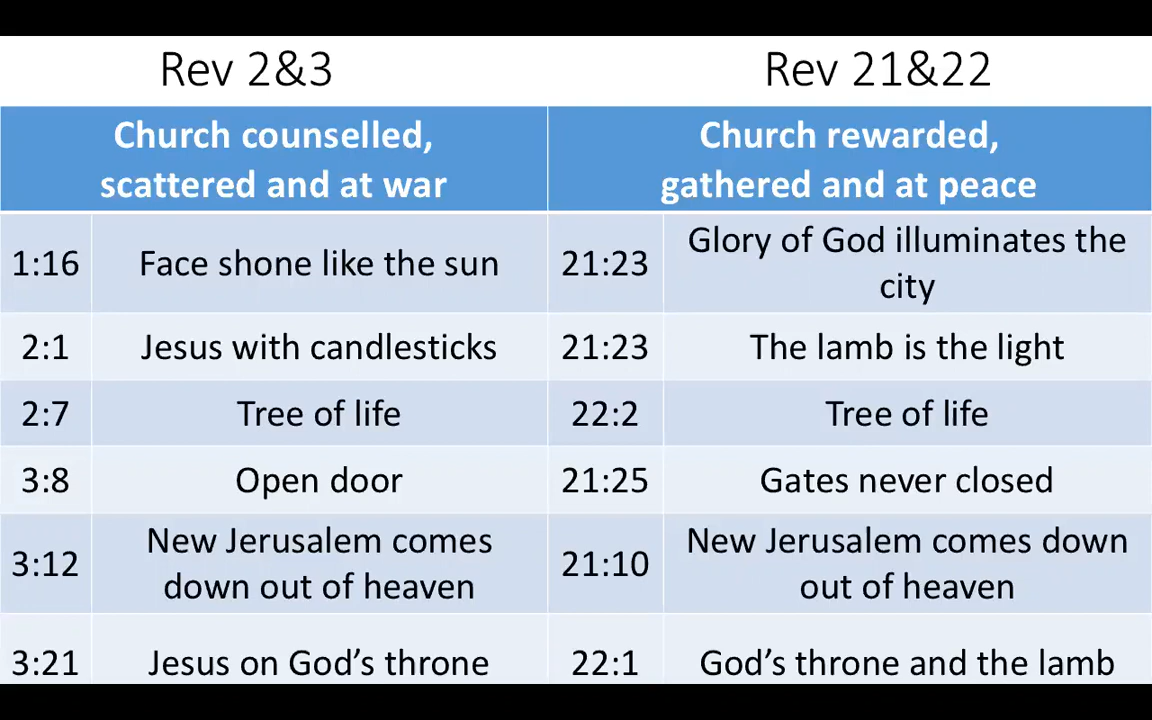 Rev 2&3 Rev 21&22
Church counselled,
scattered and at war
Church rewarded,
gathered and at peace
1:16 Face shone like the sun 21:23 Glory of God illuminates the
city
2:1 Jesus with candlesticks 21:23 The lamb is the light
2:7 Tree of life 22:2 Tree of life
3:8 Open door 21:25 Gates never closed
3:12 New Jerusalem comes
down out of heaven
21:10 New Jerusalem comes down
out of heaven
3:21 Jesus on God’s throne 22:1 God’s throne and the lamb